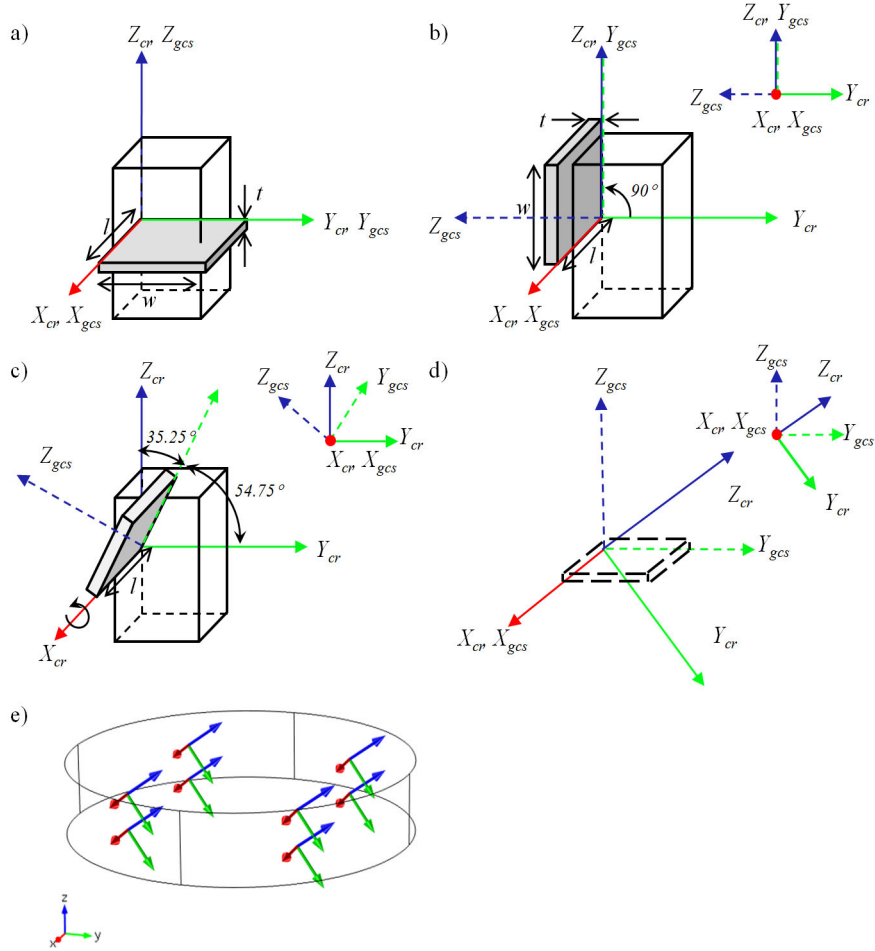 a)
Z_cr, Z_gcs
t
l
Y_cr, Y_gcs
w
X_cr, X_gcs
b)
Z_cr, Y_gcs
Z_cr, Y_gcs
Z_gcs
Y_cr
X_cr, X_gcs
t
w
90°
Z_gcs
Y_cr
l
X_cr, X_gcs
c)
Z_cr
35.25°
Z_gcs
54.75°
Y_cr
l
X_cr
Z_cr
Z_gcs
Y_gcs
Y_cr
X_cr, X_gcs
d)
Z_gcs
Z_gcs
Z_cr
X_cr, X_gcs
Y_gcs
Y_cr
Z_cr
Y_gcs
X_cr, X_gcs
Y_cr
e)
z
x
y